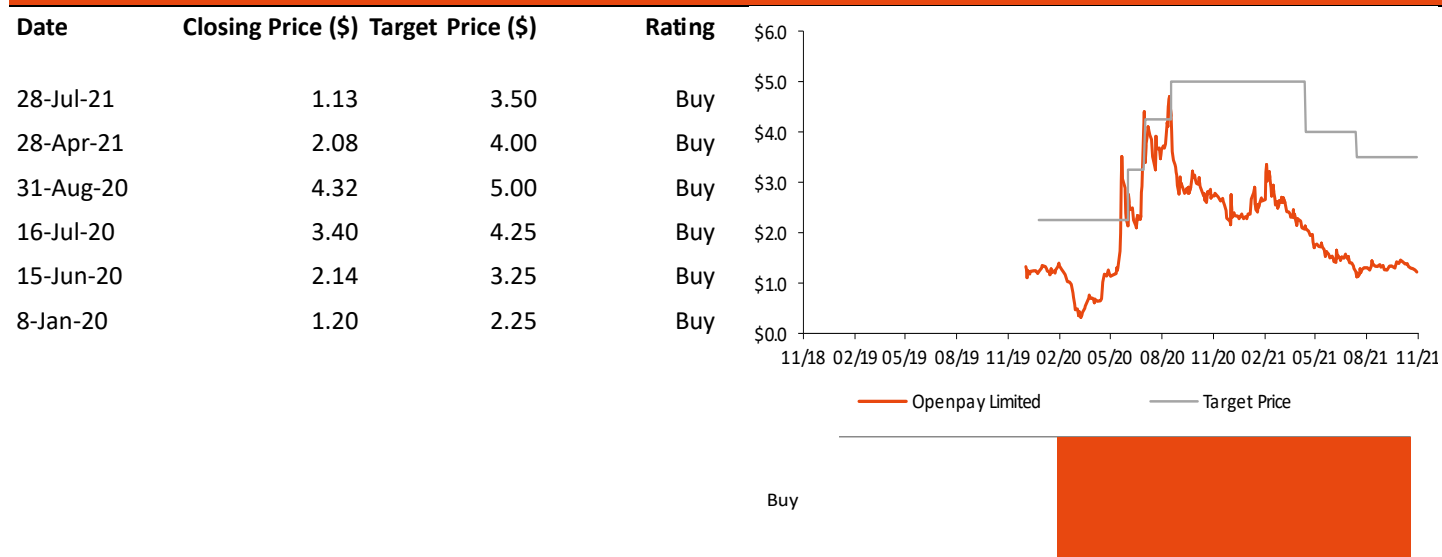 Date Closing Price ($) Target Price ($) Rating
28-Jul-21 1.13 3.50 Buy
28-Apr-21 2.08 4.00 Buy
31-Aug-20 4.32 5.00 Buy
16-Jul-20 3.40 4.25 Buy
15-Jun-20 2.14 3.25 Buy
8-Jan-20 1.20 2.25 Buy
$6.0
$5.0
$4.0
$3.0
$2.0
$1.0
$0.0
11/18 02/19 05/19 08/19 11/19 02/20 05/20 08/20 11/20 02/21 05/21 08/21 11/21
Openpay Limited Target Price
Buy